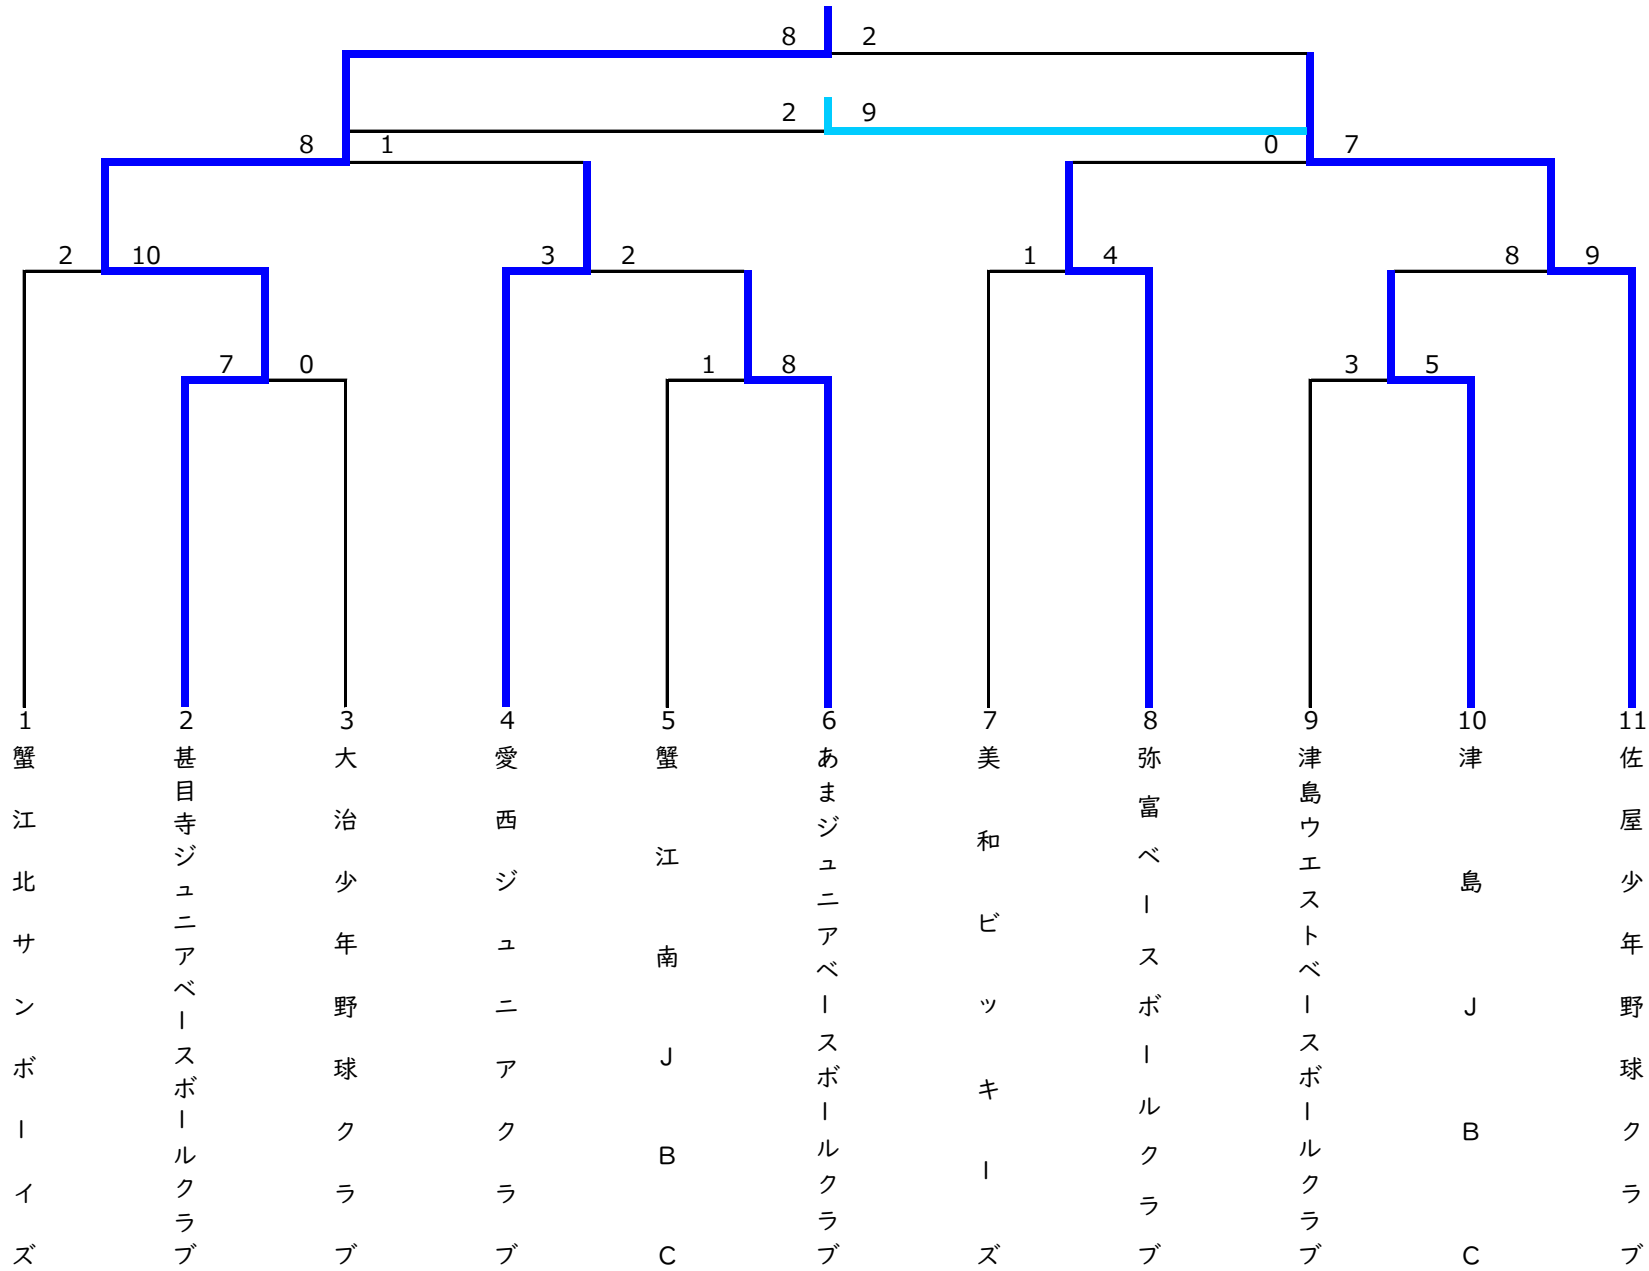 8 2
2 9
8 1 0 7
2 10 3 2 1 4 8 9
7 0 1 8 3 5
1 2 3 4 5 6 7 8 9 10 11
蟹江北サンボーイズ
甚目寺ジュニアベースボールクラブ
大治少年野球クラブ
愛西ジュニアクラブ
蟹江南JBC
あまジュニアベースボールクラブ
美和ビッキーズ
弥富ベースボールクラブ
津島ウエストベースボールクラブ
津島JBC
佐屋少年野球クラブ